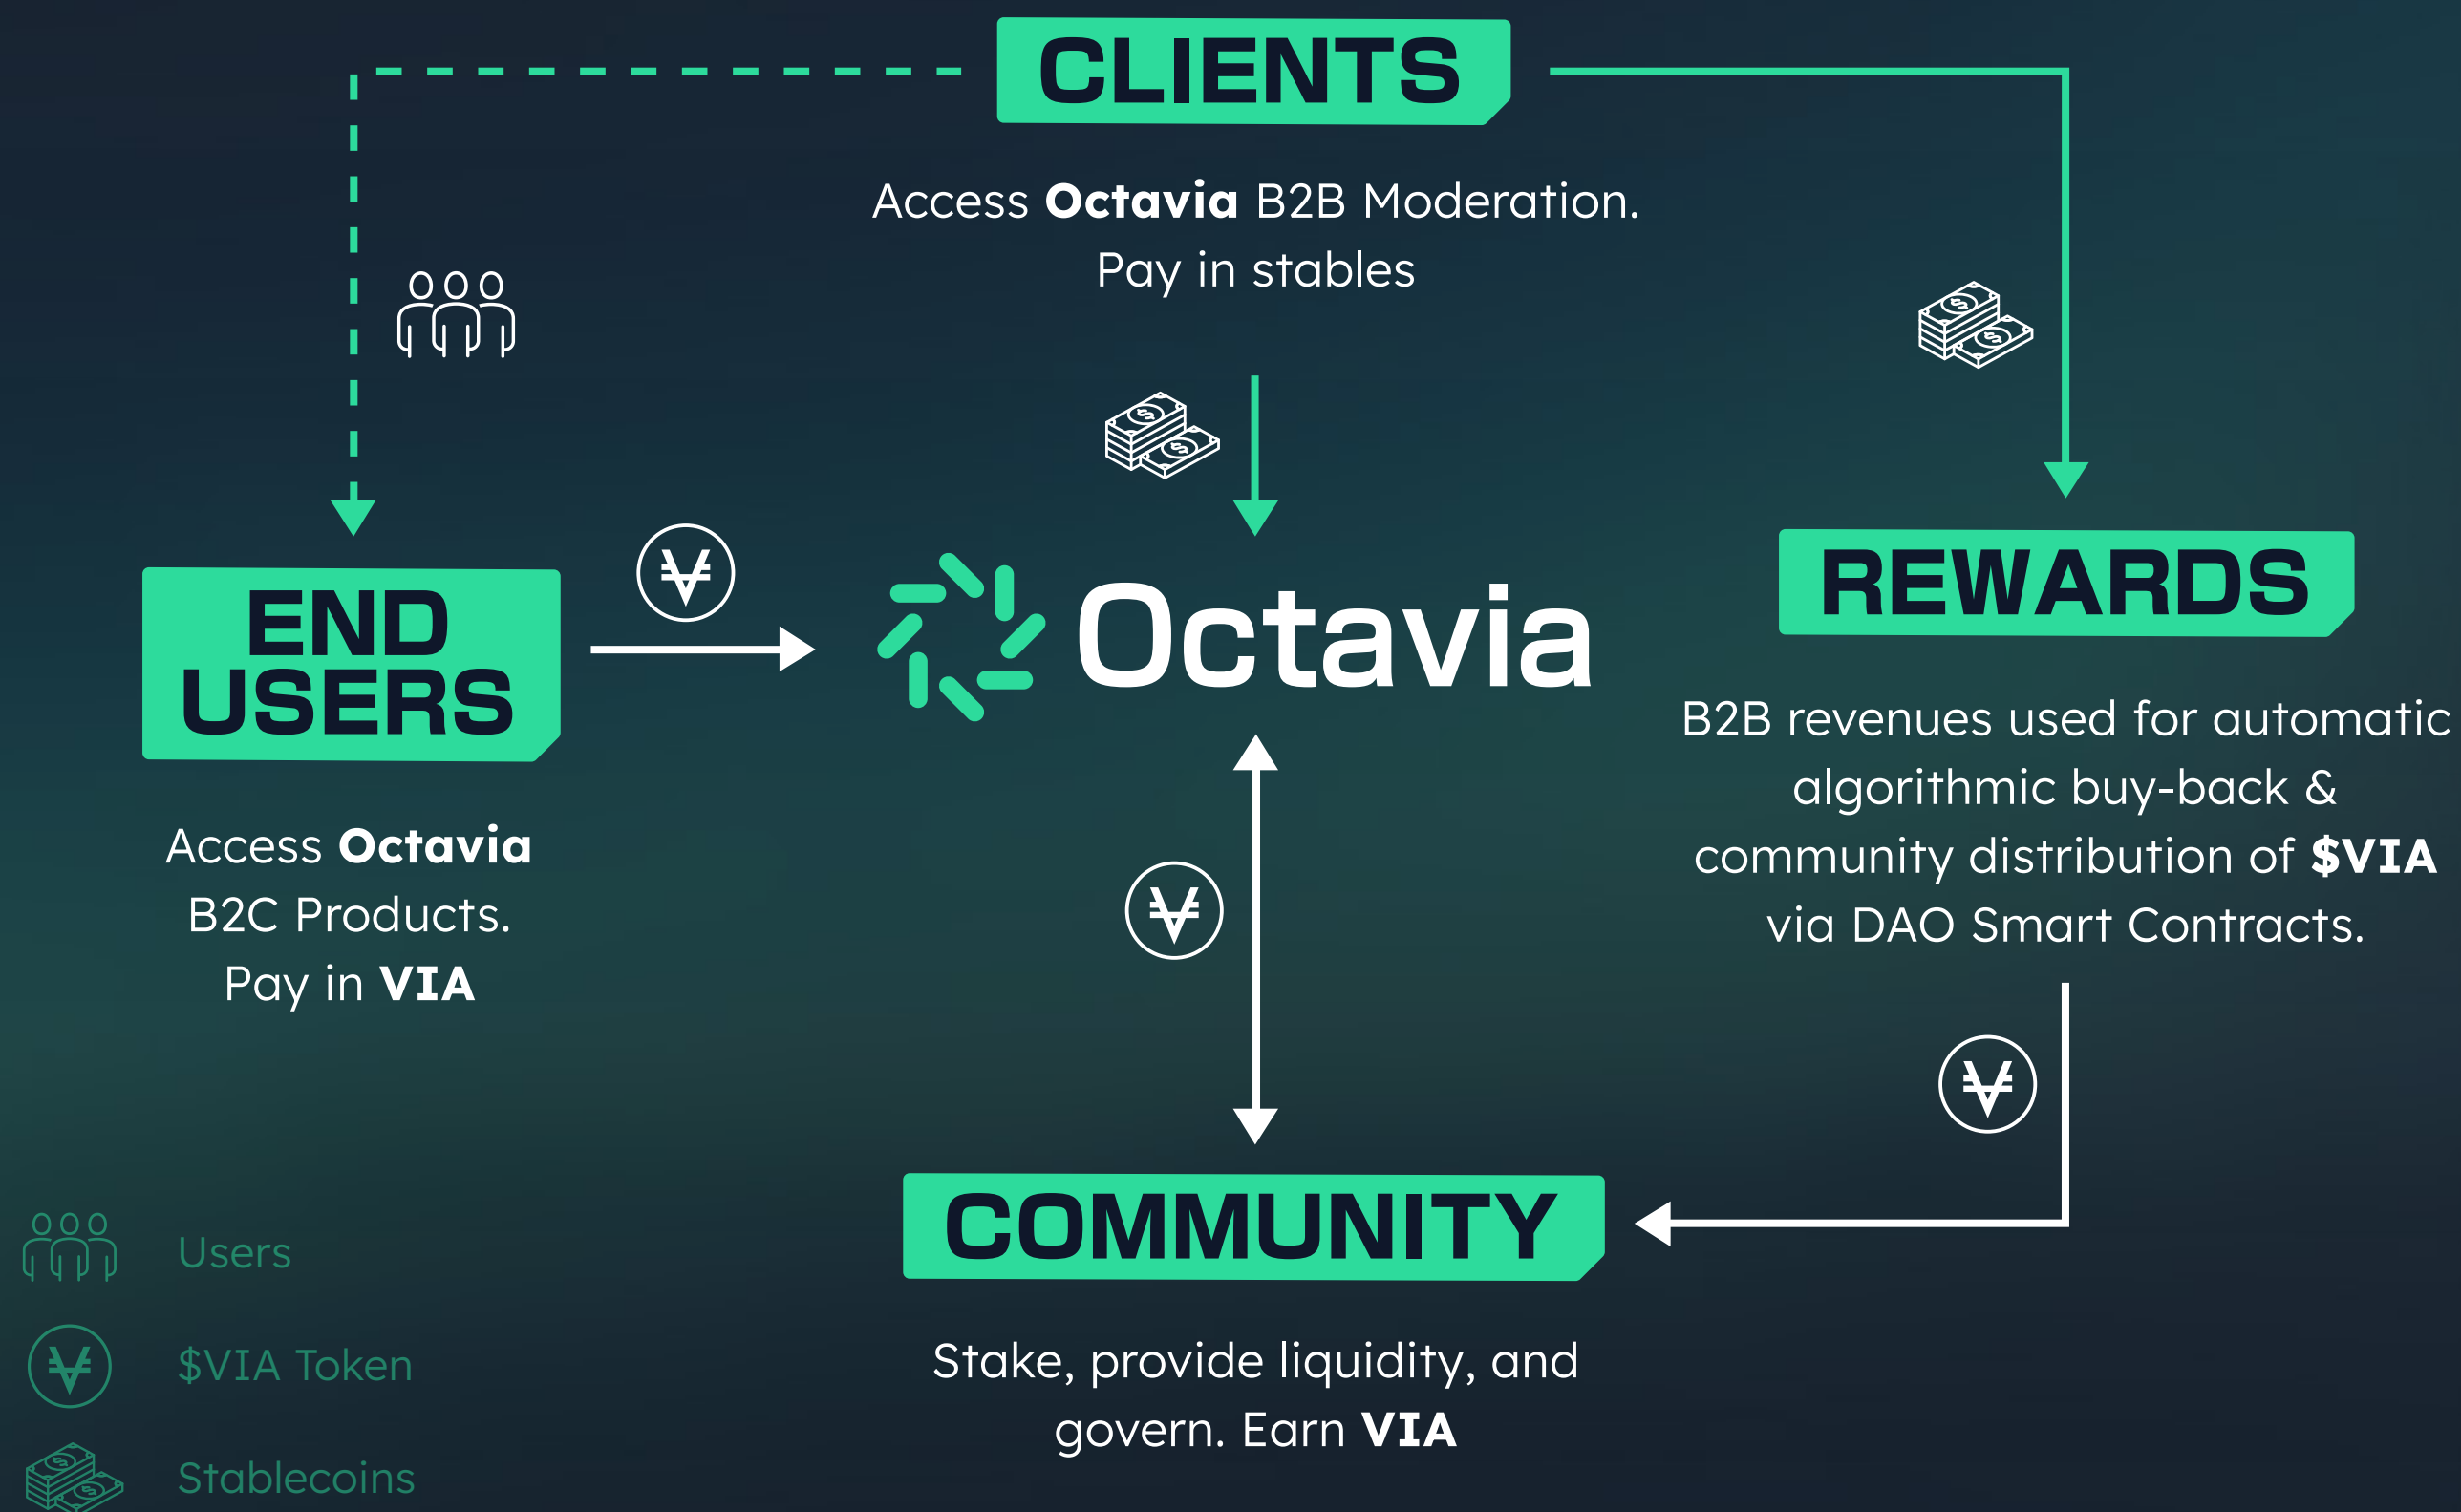 CLIENTS
Access Octavia B2B Moderation.
Pay in stables
END
USERS
Access Octavia
B2C Products.
Pay in VIA
Octavia
REWARDS
B2B revenues used for automatic
algorithmic buy-back &
community distribution of $VIA
via DAO Smart Contracts.
COMMUNITY
Stake, provide liquidity, and
govern. Earn VIA
Users
$VIA Token
Stablecoins